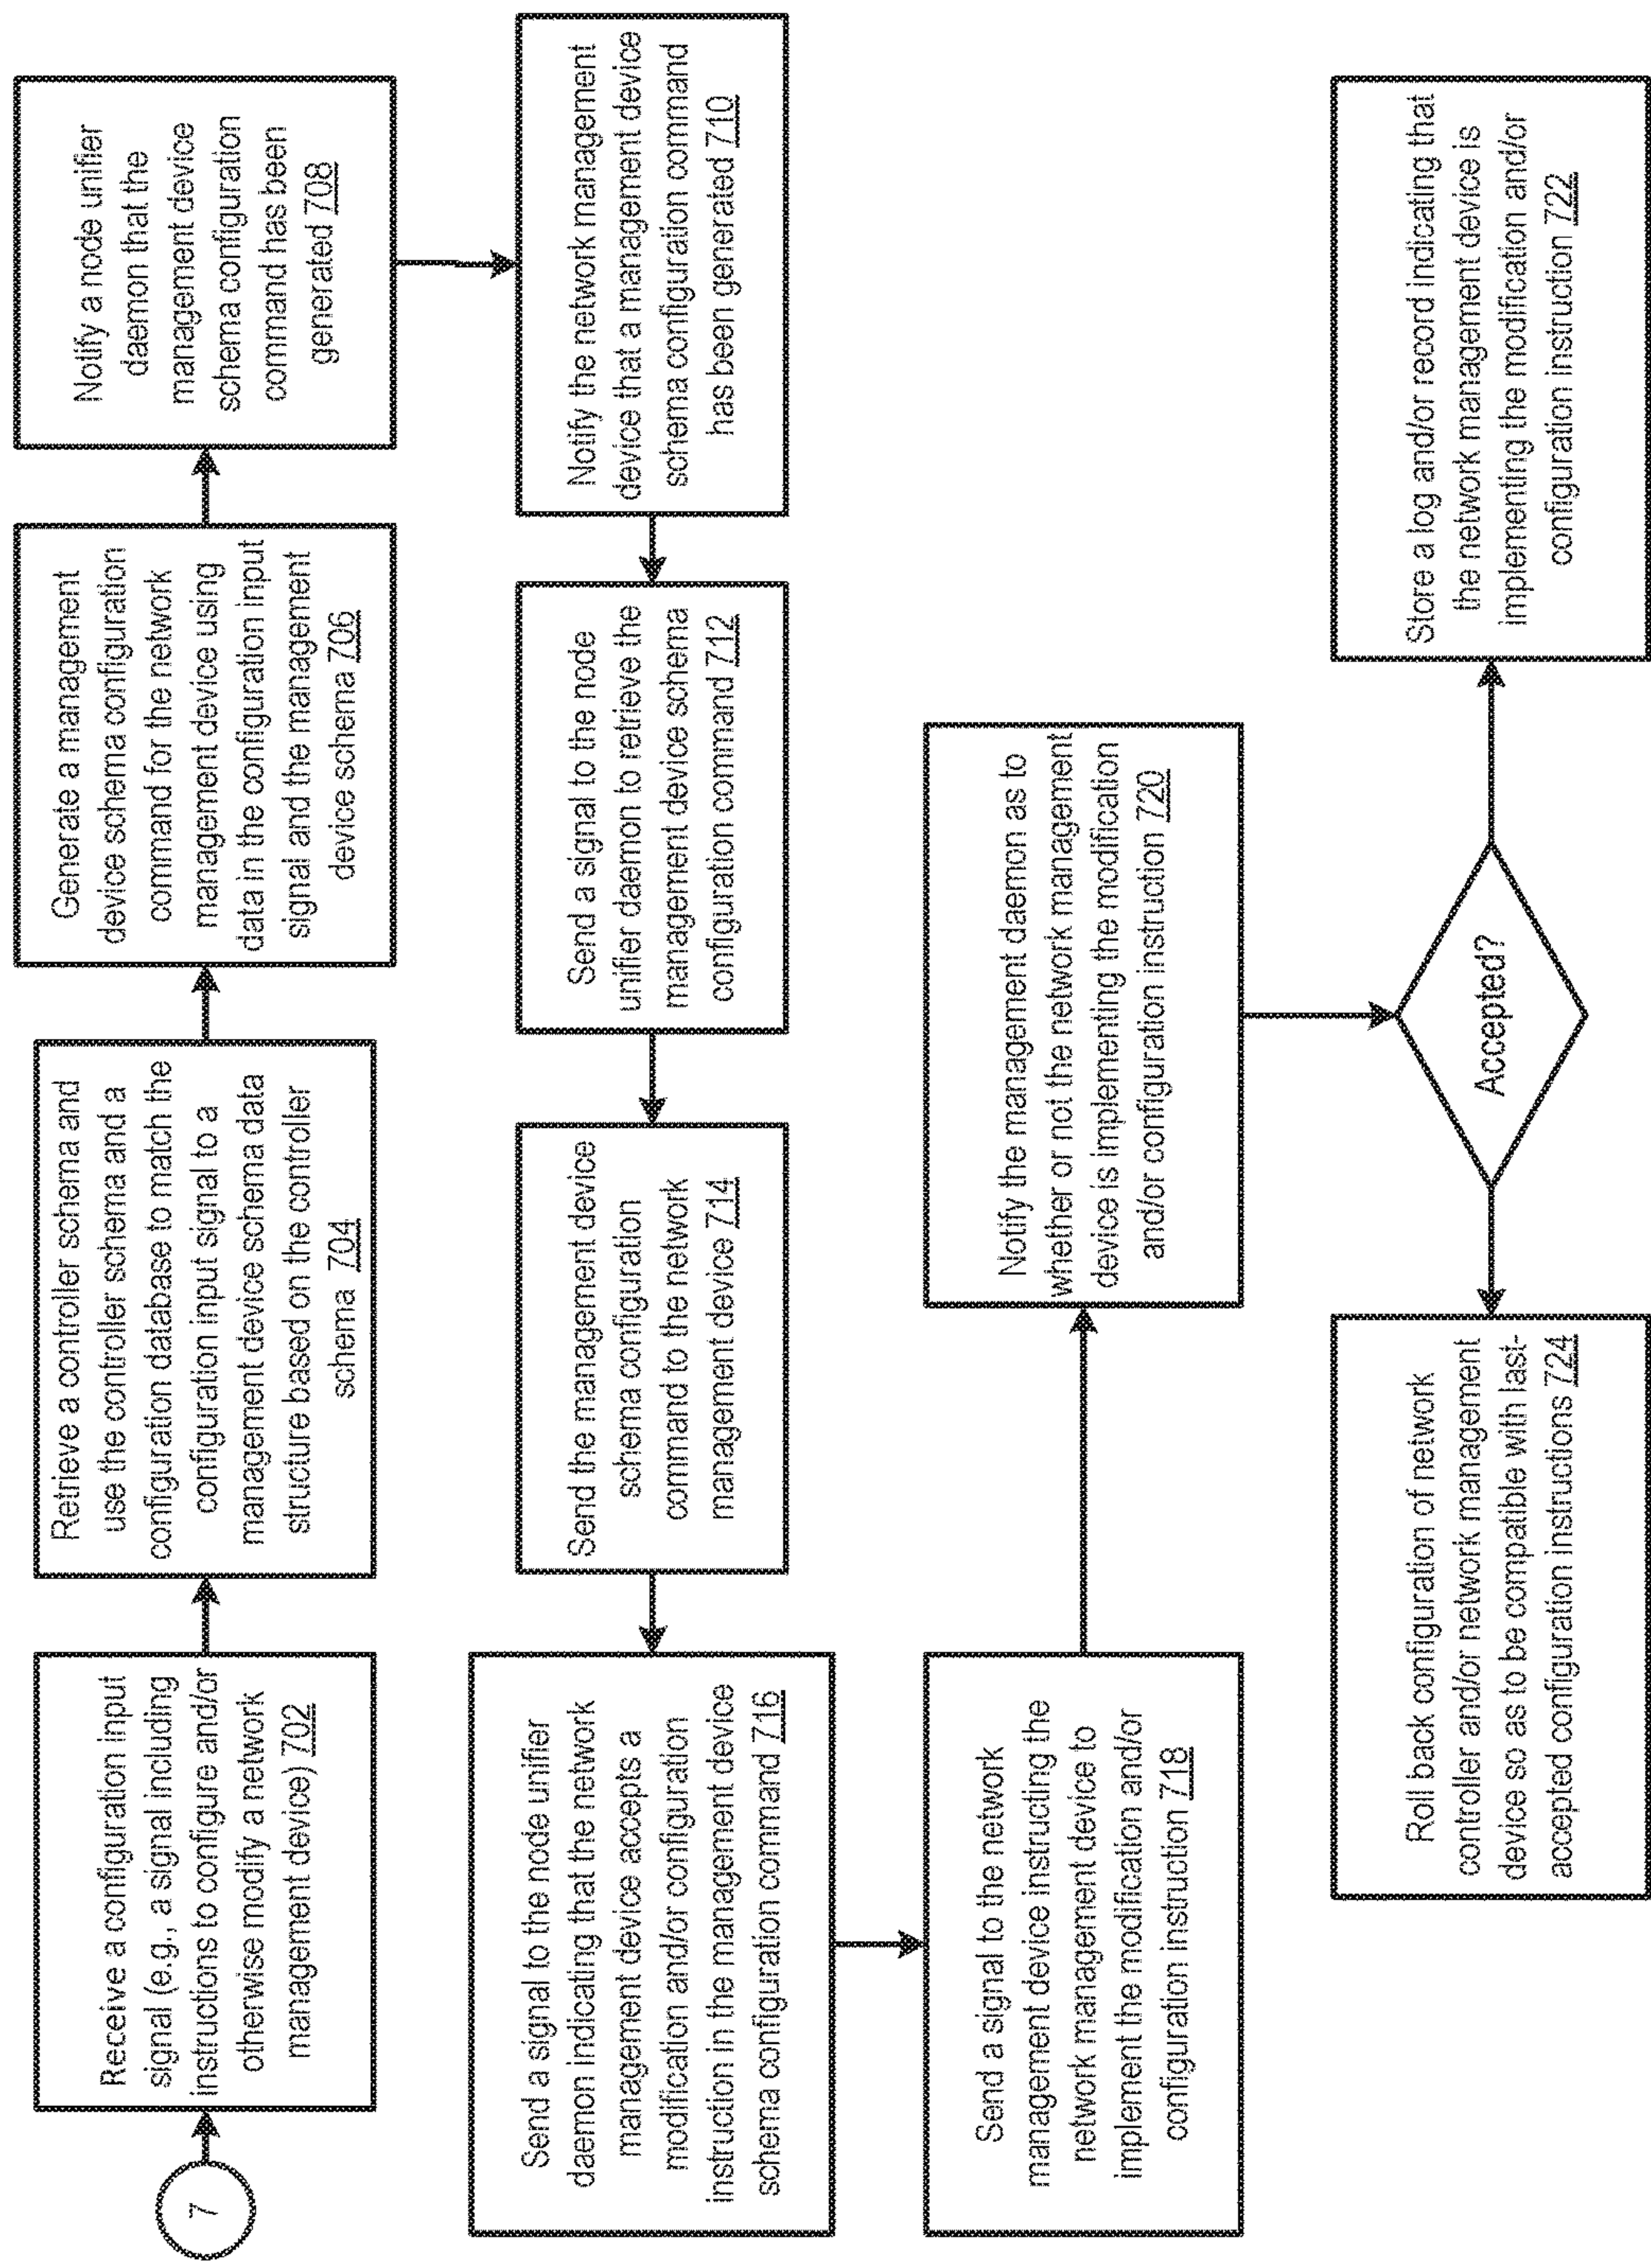 7
Receive a configuration input
signal (e.g., a signal including
instructions to configure and/or
otherwise modify a network
management device) 702
Retrieve a controller schema and
use the controller schema and a
configuration database to match the
configuration input signal to a
management device schema data
structure based on the controller
schema 704
Generate a management
device schema configuration
command for the network
management device using
data in the configuration input
signal and the management
device schema 706
Notify a node unifier
daemon that the
management device
schema configuration
command has been
generated 708
Notify the network management
device that a management device
schema configuration command
has been generated 710
Send a signal to the node
unifier daemon to retrieve the
management device schema
configuration command 712
Send the management device
schema configuration
command to the network
management device 714
Send a signal to the node unifier
daemon indicating that the network
management device accepts a
modification and/or configuration
instruction in the management device
schema configuration command 716
Send a signal to the network
management device instructing the
network management device to
implement the modification and/or
configuration instruction 718
Notify the management daemon as to
whether or not the network management
device is implementing the modification
and/or configuration instruction 720
Accepted?
Store a log and/or record indicating that
the network management device is
implementing the modification and/or
configuration instruction 722
Roll back configuration of network
controller and/or network management
device so as to be compatible with last-
accepted configuration instructions 724